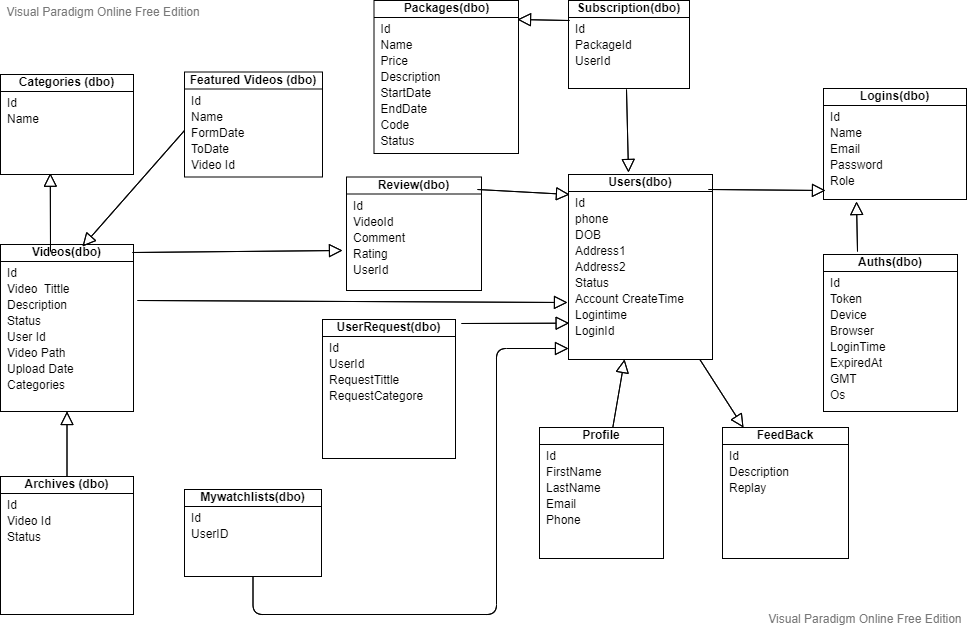 Visual Paradigm Online Free Edition
Packages(dbo)
Id
Name
Price
Description
StartDate
EndDate
Code
Status
Subscription(dbo)
Id
PackageId
UserId
Categories (dbo)
Id
Name
Featured Videos (dbo)
Id
Name
FormDate
ToDate
Video Id
Logins(dbo)
Id
Name
Email
Password
Role
Review(dbo)
Id
VideoId
Comment
Rating
UserId
Users(dbo)
Id
phone
DOB
Address1
Address2
Status
Account CreateTime
Logintime
LoginId
Videos(dbo)
Id
Video Tittle
Description
Status
User Id
Video Path
Upload Date
Categories
Auths(dbo)
Id
Token
Device
Browser
LoginTime
ExpiredAt
GMT
Os
UserRequest(dbo)
Id
UserId
RequestTittle
RequestCategore
Profile
Id
FirstName
LastName
Email
Phone
FeedBack
Id
Description
Replay
Archives (dbo)
Id
Video Id
Status
Mywatchlists(dbo)
Id
UserID
Visual Paradigm Online Free Edition